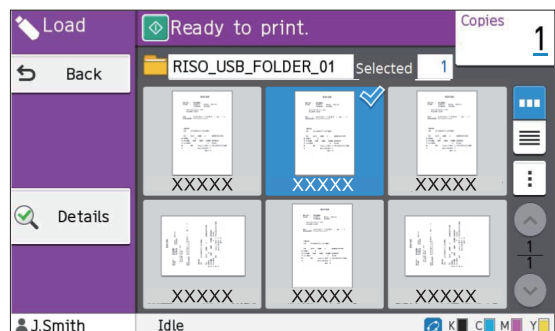 Load
Ready to print.
Copies
1
Back
RISO_USB_FOLDER_01
Selected
1
XXXXX
XXXXX
XXXXX
Details
XXXXX
XXXXX
XXXXX
1
1
J.Smith
Idle
K C M Y